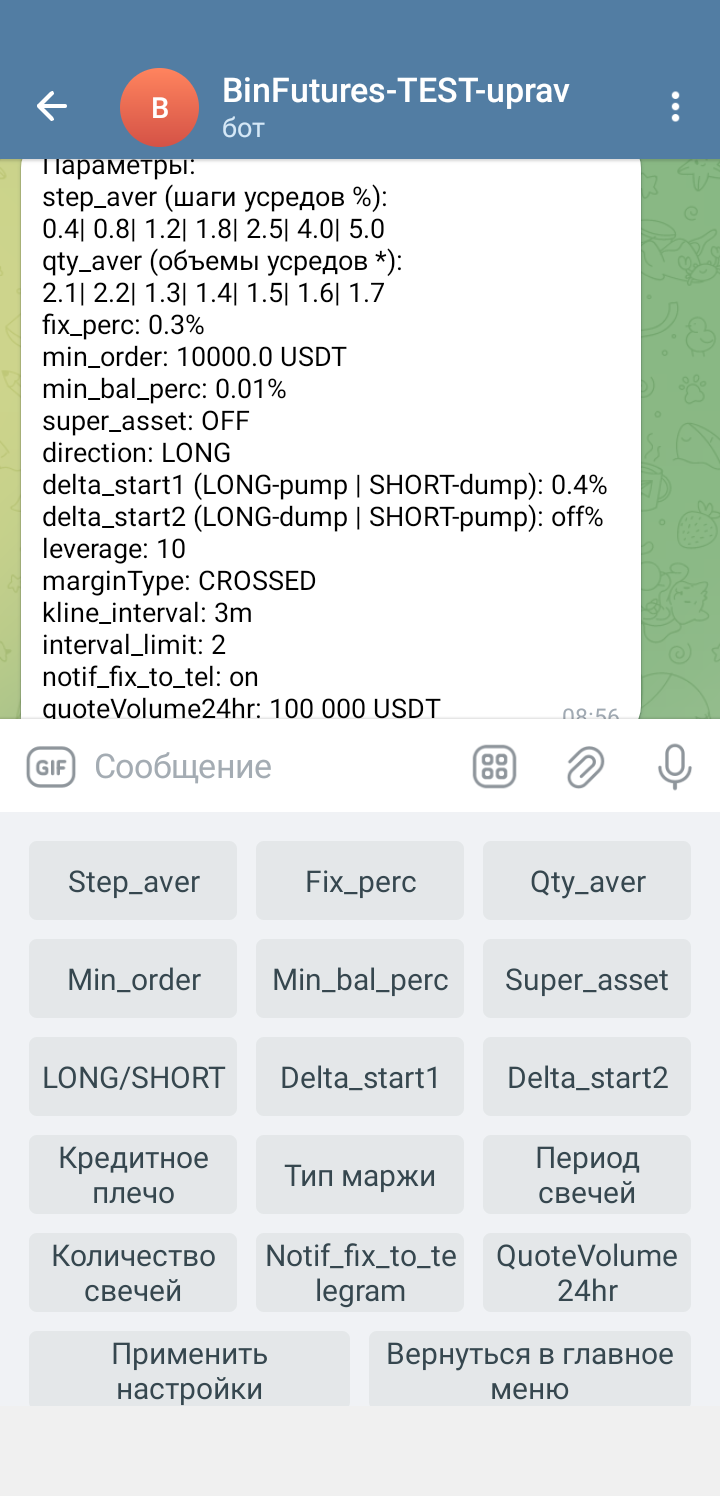 B
BinFutures-TEST-uprav
бот
Параметры:
step_aver (шаги усредов %):
0.4| 0.8| 1.2| 1.8| 2.5| 4.0| 5.0
qty_aver (объемы усредов *):
2.1| 2.2| 1.3| 1.4| 1.5| 1.6| 1.7
fix_perc: 0.3%
min_order: 10000.0 USDT
min_bal_perc: 0.01%
super_asset: OFF
direction: LONG
delta_start1 (LONG-pump | SHORT-dump): 0.4%
delta_start2 (LONG-dump | SHORT-pump): off%
leverage: 10
marginType: CROSSED
kline_interval: 3m
interval_limit: 2
notif_fix_to_tel: on
quoteVolume24hr: 100 000 USDT
08:56
GIF
Сообщение
Step_aver
Fix_perc
Qty_aver
Min_order
Min_bal_perc
Super_asset
LONG/SHORT
Delta_start1
Delta_start2
Кредитное
плечо
Тип маржи
Период
свечей
Количество
свечей
Notif_fix_to_te
legram
QuoteVolume
24hr
Применить
настройки
Вернуться в главное
меню